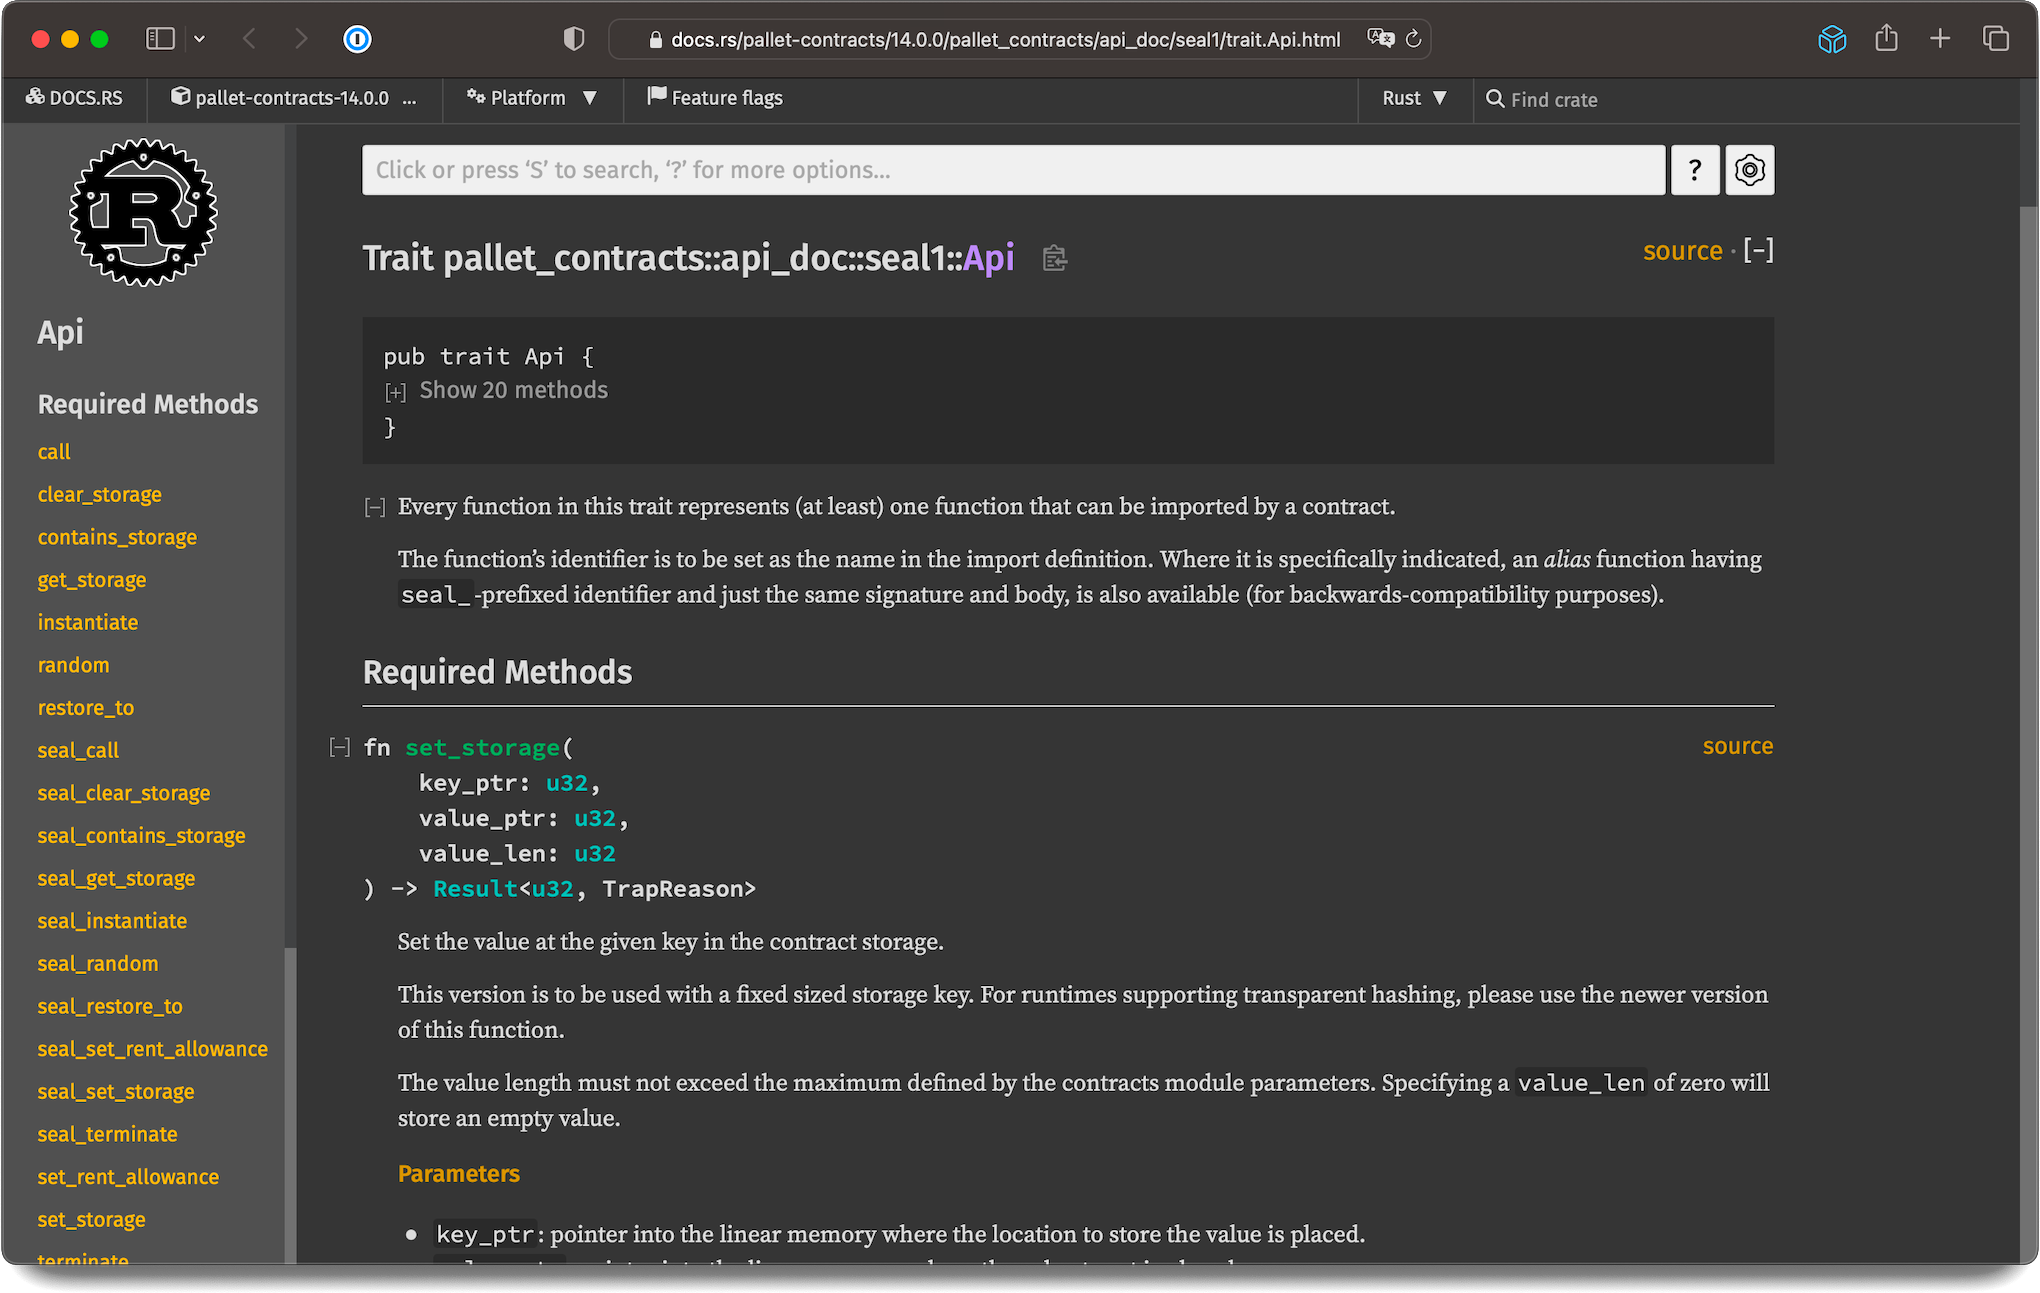 docs.rs/pallet-contracts/14.0.0/pallet_contracts/api_doc/seal1/trait.Api.html
DOCS.RS
pallet-contracts-14.0.0 ...
Platform
Feature flags
Rust
Find crate
R
Api
Required Methods
call
clear_storage
contains_storage
get_storage
instantiate
random
restore_to
seal_call
seal_clear_storage
seal_contains_storage
seal_get_storage
seal_instantiate
seal_random
seal_restore_to
seal_set_rent_allowance
seal_set_storage
seal_terminate
set_rent_allowance
set_storage
terminate
Click or press ‘S’ to search, ‘?’ for more options…
?
Trait pallet_contracts::api_doc::seal1::Api
source · [−]
pub trait Api {
[+] Show 20 methods
}
[−] Every function in this trait represents (at least) one function that can be imported by a contract.
The function’s identifier is to be set as the name in the import definition. Where it is specifically indicated, an alias function having
seal_-prefixed identifier and just the same signature and body, is also available (for backwards-compatibility purposes).
Required Methods
[−] fn set_storage(
source
key_ptr: u32,
value_ptr: u32,
value_len: u32
) -> Result<u32, TrapReason>
Set the value at the given key in the contract storage.
This version is to be used with a fixed sized storage key. For runtimes supporting transparent hashing, please use the newer version
of this function.
The value length must not exceed the maximum defined by the contracts module parameters. Specifying a value_len of zero will
store an empty value.
Parameters
• key_ptr: pointer into the linear memory where the location to store the value is placed.